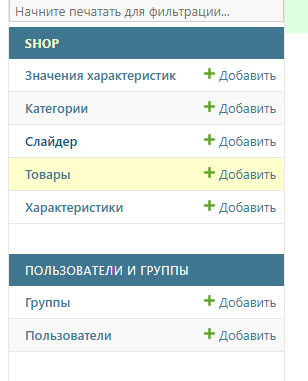 Начните печатать для фильтрации...
SHOP
Значения характеристик Добавить
Категории Добавить
Слайдер Добавить
Товары Добавить
Характеристики Добавить
ПОЛЬЗОВАТЕЛИ И ГРУППЫ
Группы Добавить
Пользователи Добавить